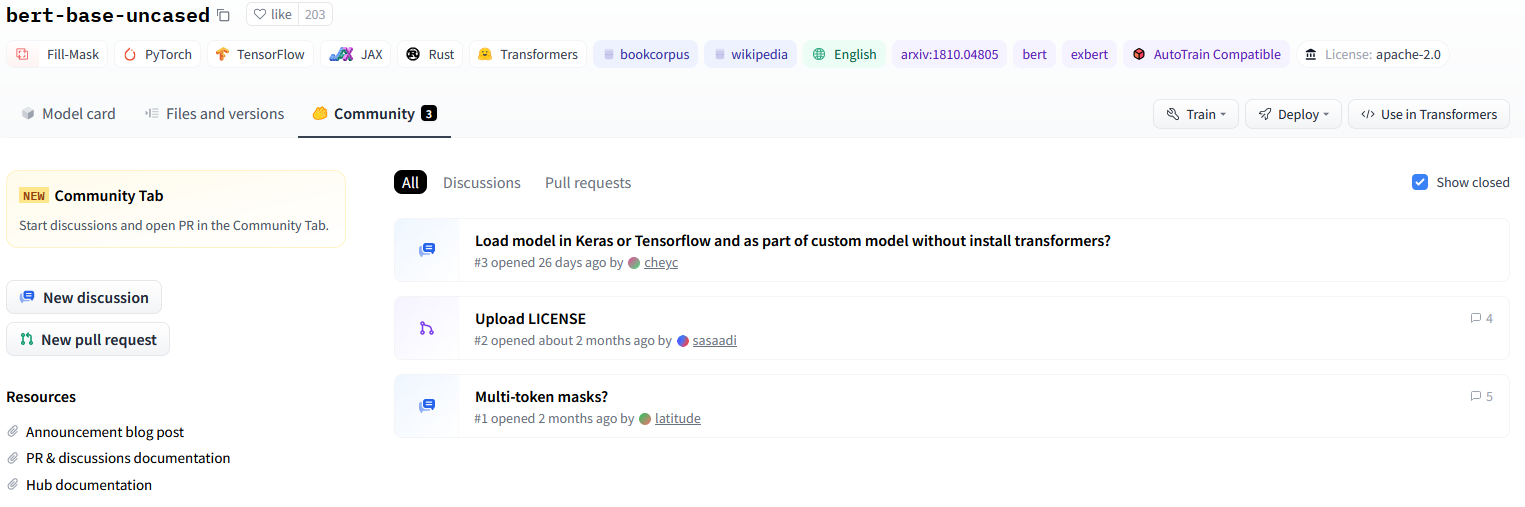 bert-base-uncased like 203
Fill-Mask PyTorch TensorFlow JAX Rust Transformers bookcorpus wikipedia English arxiv:1810.04805 bert exbert AutoTrain Compatible License: apache-2.0
Model card Files and versions Community 3 Train Deploy </> Use in Transformers
NEW Community Tab
Start discussions and open PR in the Community Tab.
New discussion
New pull request
Resources
Announcement blog post
PR & discussions documentation
Hub documentation
All Discussions Pull requests Show closed
Load model in Keras or Tensorflow and as part of custom model without install transformers?
#3 opened 26 days ago by cheyc
Upload LICENSE 4
#2 opened about 2 months ago by sasaadi
Multi-token masks? 5
#1 opened 2 months ago by latitude